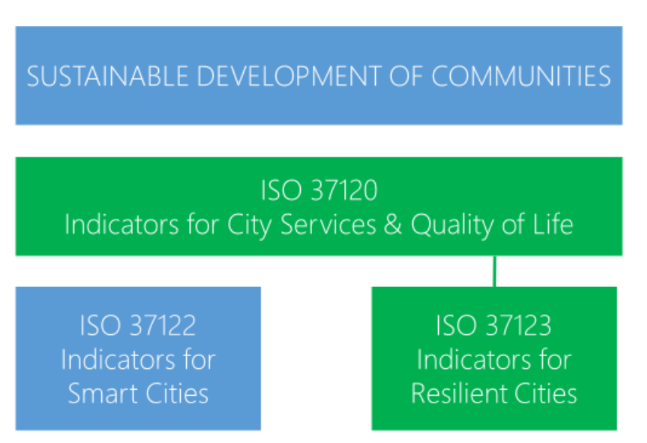 SUSTAINABLE DEVELOPMENT OF COMMUNITIES
ISO 37120
Indicators for City Services & Quality of Life
ISO 37122
Indicators for
Smart Cities
ISO 37123
Indicators for
Resilient Cities